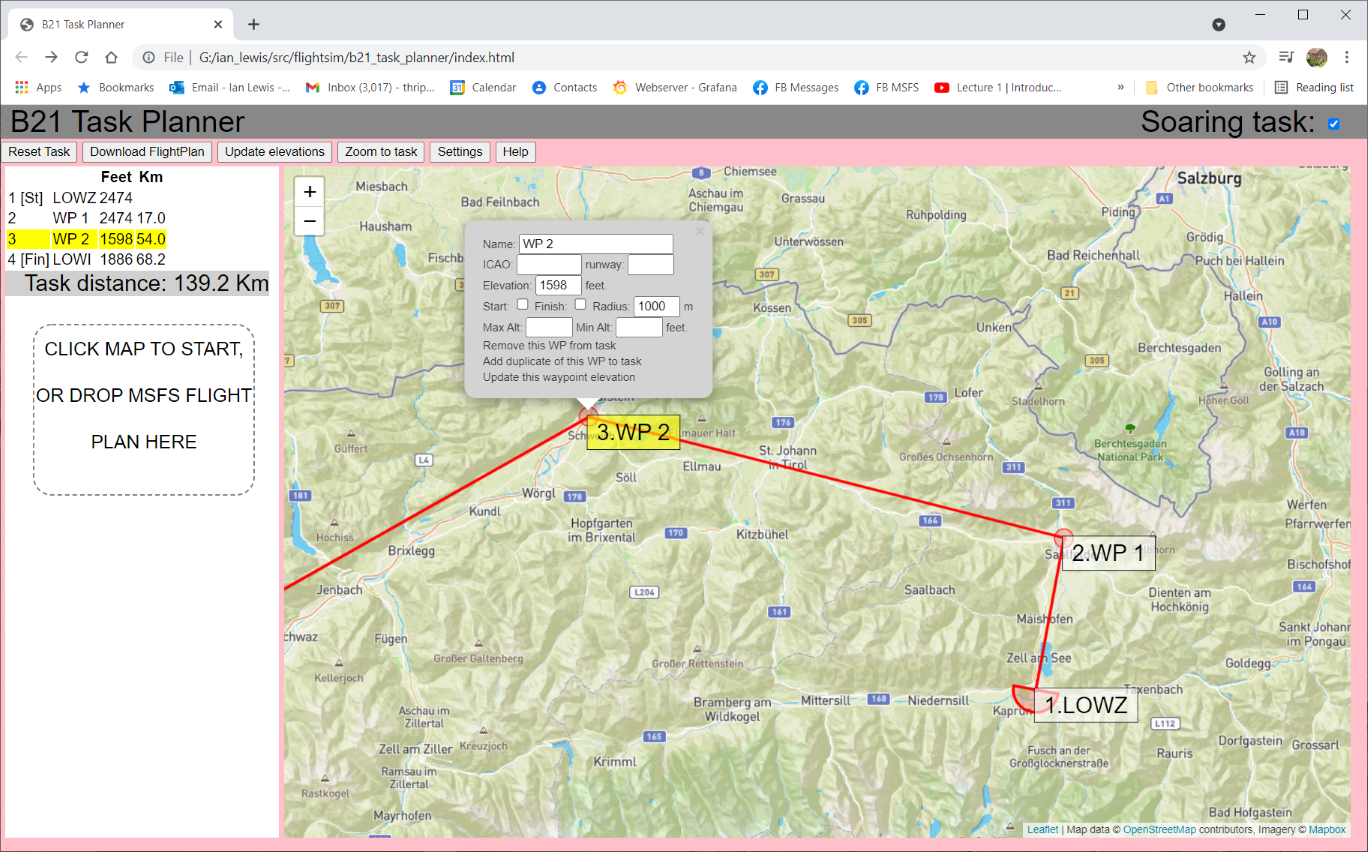 B21 Task Planner
File | G:/ian_lewis/src/flightsim/b21_task_planner/index.html
Apps Bookmarks Email - Ian Lewis -... Inbox (3,017) - thrip... Calendar Contacts Webserver - Grafana FB Messages FB MSFS Lecture 1 | Introduc... » Other bookmarks Reading list
B21 Task Planner Soaring task:
Reset Task Download FlightPlan Update elevations Zoom to task Settings Help
Feet Km
1 [St] LOWZ 2474
2 WP 1 2474 17.0
3 WP 2 1598 54.0
4 [Fin] LOWI 1886 68.2
Task distance: 139.2 Km
CLICK MAP TO START,
OR DROP MSFS FLIGHT
PLAN HERE
+
−
Name: WP 2
ICAO: runway:
Elevation: 1598 feet.
Start: Finish: Radius: 1000 m
Max Alt: Min Alt: feet.
Remove this WP from task
Add duplicate of this WP to task
Update this waypoint elevation
Miesbach
Bad Feilnbach
Hausham
Fischb
307
8
Chiemsee
Aschau im
Chiemgau
Grassau
Ruhpolding
Unterwössen
307
Kössen
305
Salzburg
A1
Piding
Grödig
Bad Reichenhall
Puch bei Hallein
21
Hallein
A10
Unken
305
Berchtesgaden
Golling an
der Salzach
178
Lofer
Stadelhorn
Hoher Göll
Berchtesgaden
National Park
A10
Großes Ochsenhorn
311
Werfen
Pfarrwerfen
311
164
Bischofshof
164
3.WP 2
mauer Halt
176
St. Johann
in Tirol
Ellmau
Söll
Guffert
L4
181
Hochiss
Wörgl
178
Kundl
Hopfgarten
im Brixental
170
Kitzbühel
Brixlegg
2.WP 1
Jenbach
L204
161
Saalbach
Maishofen
Dienten am
Hochkönig
Sankt Johann
im Pongau
chwaz
Fügen
Großer Galtenberg
Großer Rettenstein
Zell am See
Goldegg
Kellerjoch
Bramberg am
Wildkogel
Mittersill
168
Niedernsill
1.LOWZ
Taxenbach
L112
Aschau im
Zillertal
Zell am Ziller
Kreuzjoch
165
Krimml
Fusch an der
Großglocknerstraße
Rauris
Dorfgastein
Grossarl
Ramsau im
Zillertal
Rastkogel
Mayrhofen
Bad Hofgastein
Leaflet | Map data © OpenStreetMap contributors, Imagery © Mapbox